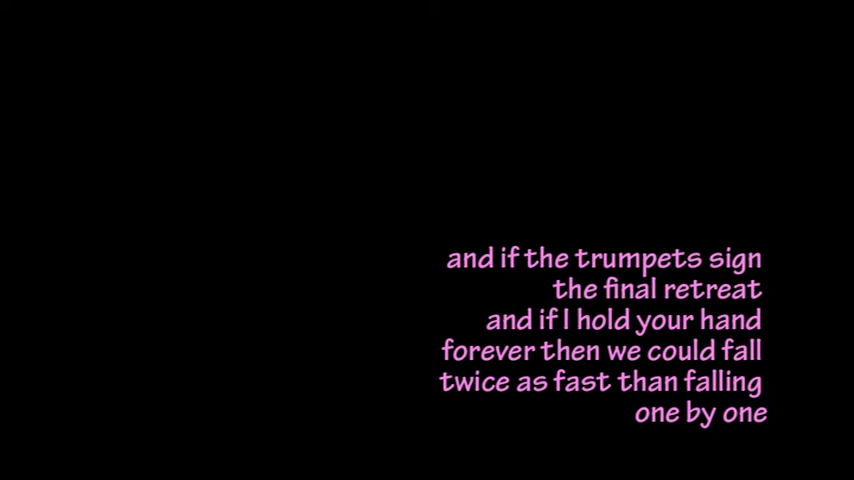 and if the trumpets sign
the final retreat
and if I hold your hand
forever then we could fall
twice as fast than falling
one by one